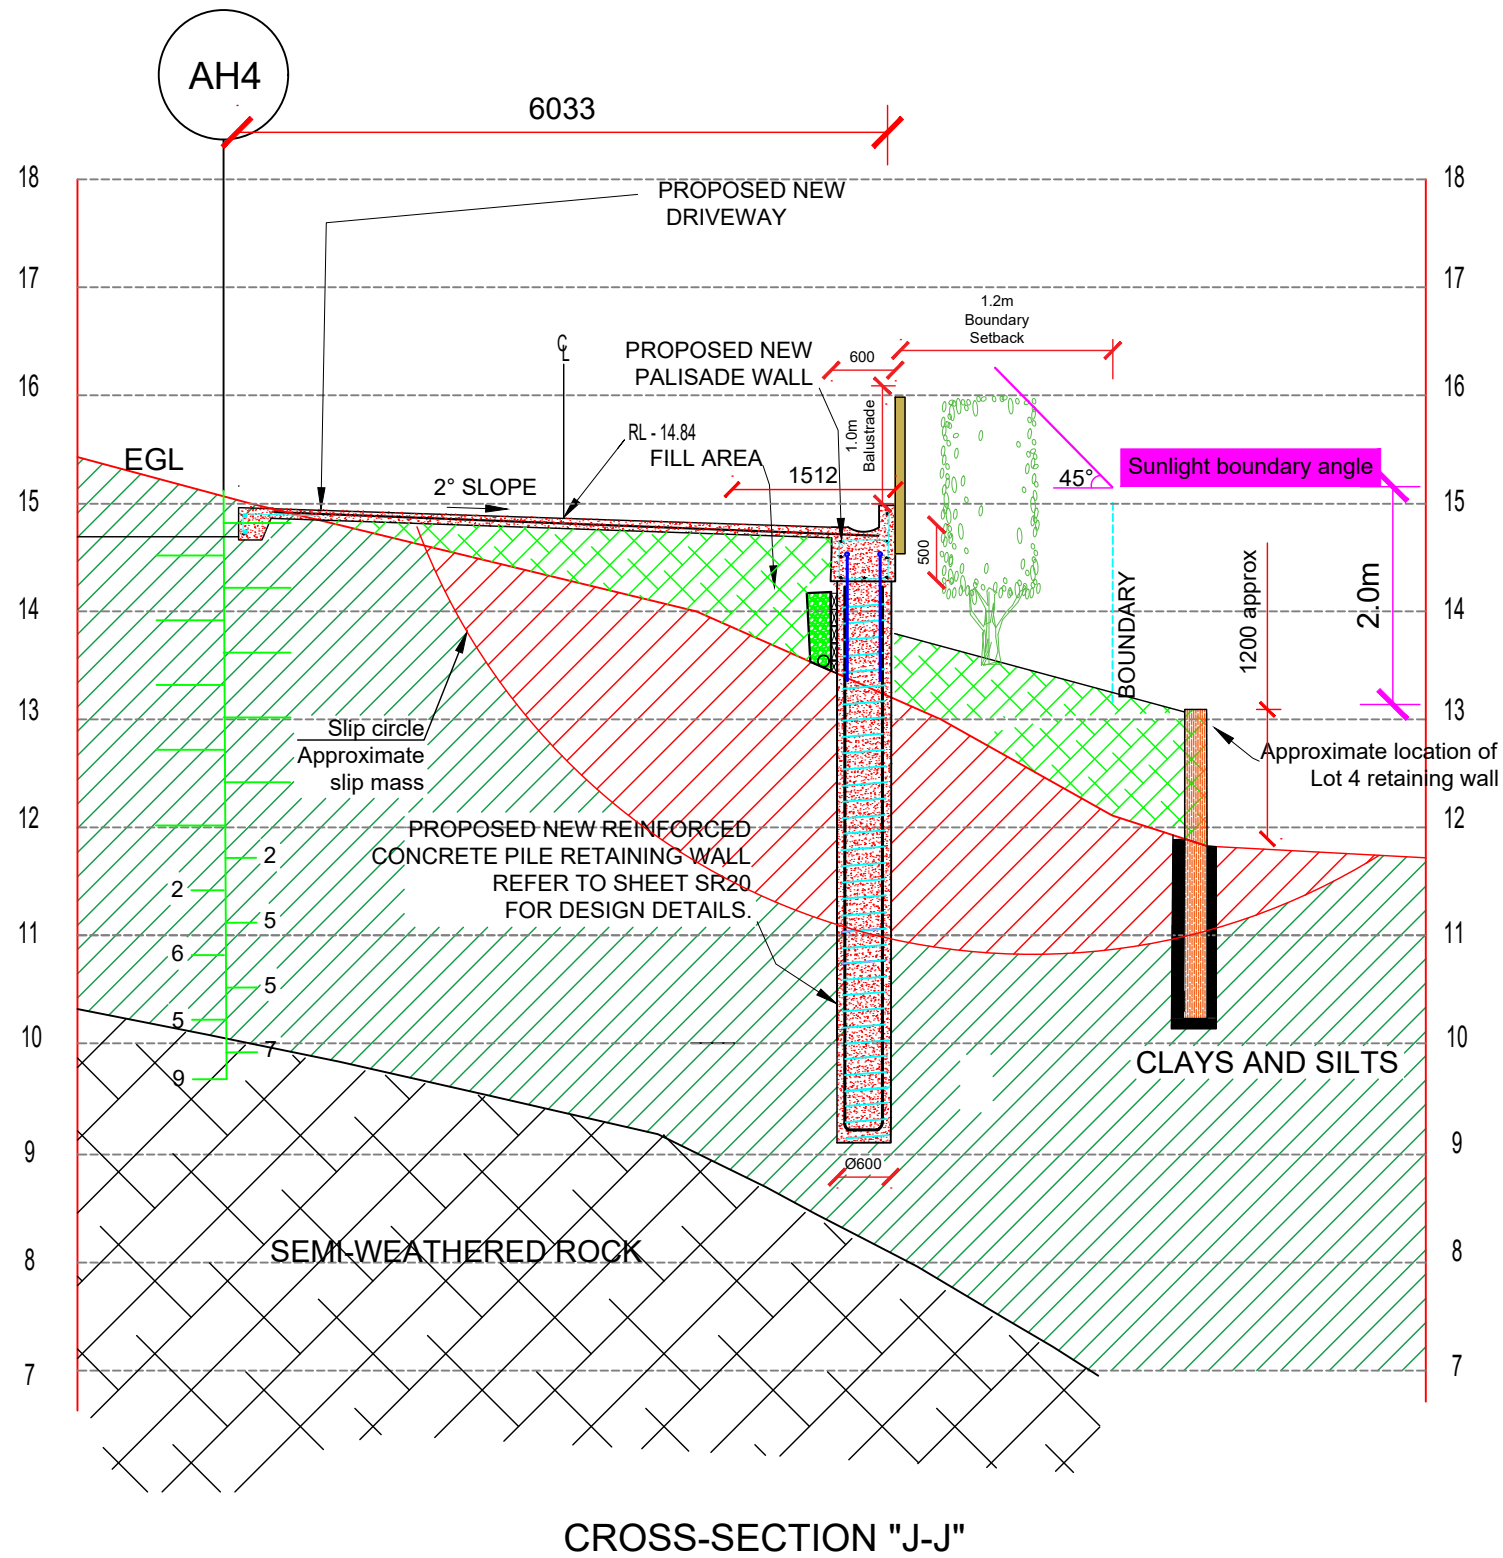 AH4
6033
18
18
PROPOSED NEW
DRIVEWAY
17
17
1.2m
Boundary
Setback
℄
PROPOSED NEW
PALISADE WALL
600
16
16
1.0m
Balustrade
RL - 14.84
FILL AREA
EGL
Sunlight boundary angle
45°
1512
2° SLOPE
15
15
500
14
14
BOUNDARY
1200 approx
2.0m
13
13
Slip circle
Approximate
slip mass
Approximate location of
Lot 4 retaining wall
12
12
PROPOSED NEW REINFORCED
CONCRETE PILE RETAINING WALL
REFER TO SHEET SR20
FOR DESIGN DETAILS.
2
2
5
11
11
6
5
5
10
10
7
9
CLAYS AND SILTS
9
9
Ø600
SEMI-WEATHERED ROCK
8
8
7
7
CROSS-SECTION "J-J"